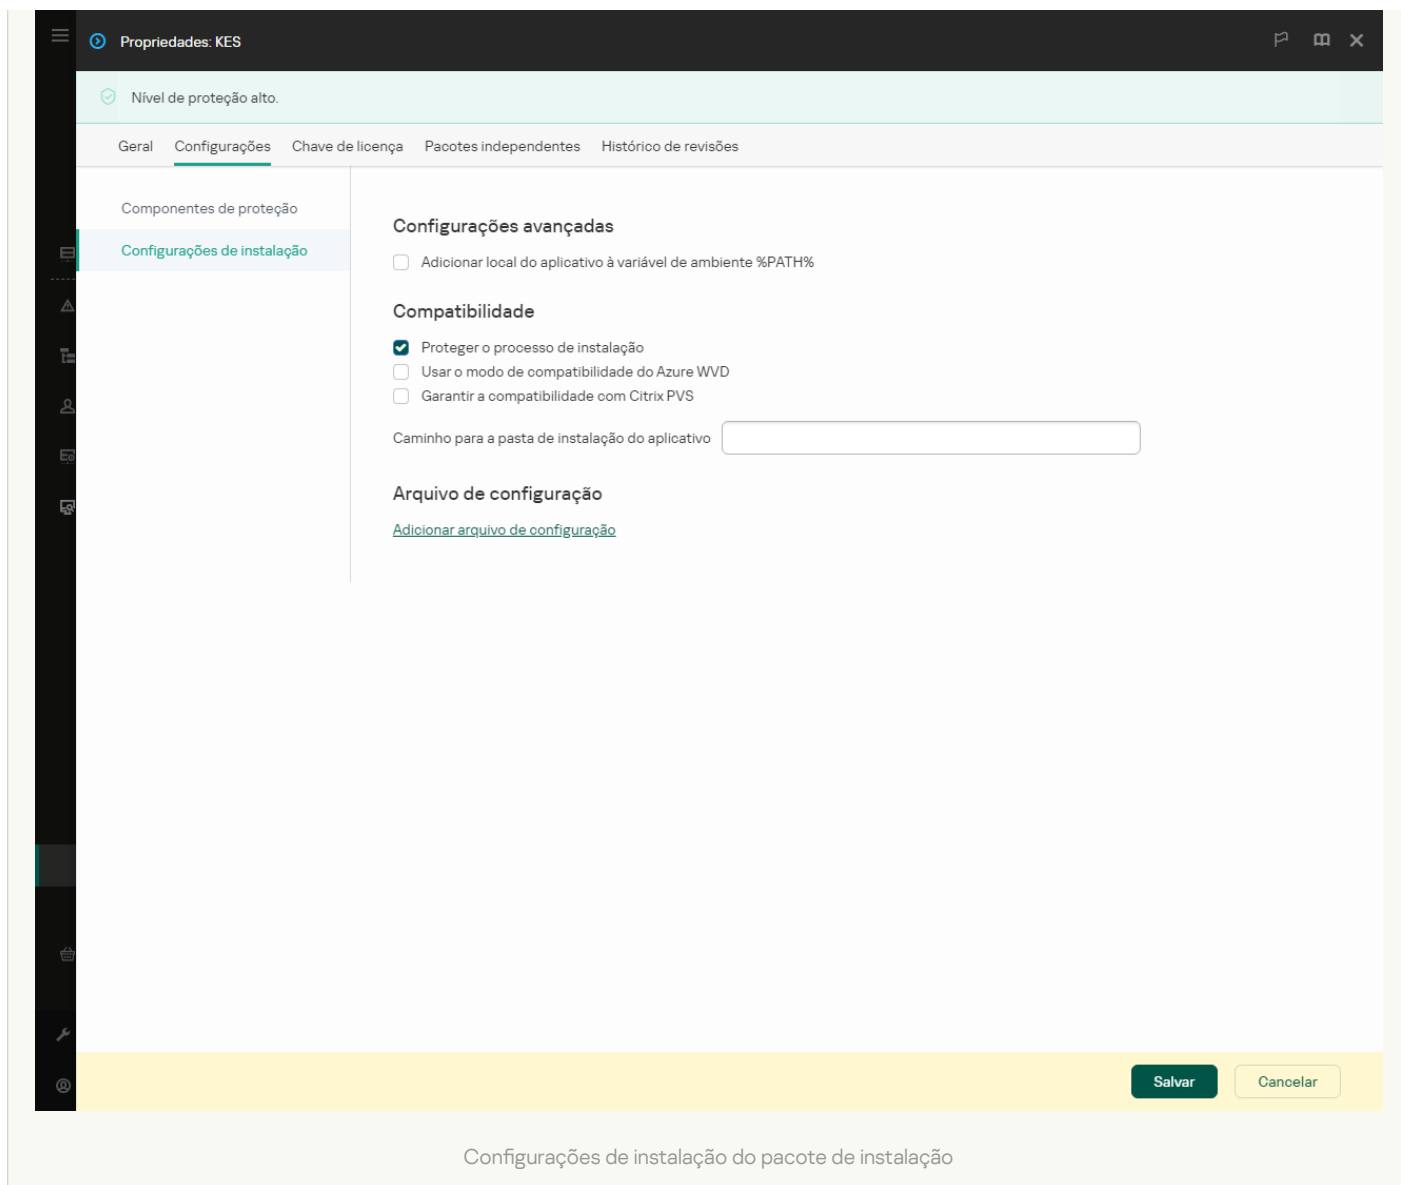 Propriedades: KES
Nível de proteção alto.
Geral Configurações Chave de licença Pacotes independentes Histórico de revisões
Componentes de proteção
Configurações de instalação
Configurações avançadas
Adicionar local do aplicativo à variável de ambiente %PATH%
Compatibilidade
Proteger o processo de instalação
Usar o modo de compatibilidade do Azure WVD
Garantir a compatibilidade com Citrix PVS
Caminho para a pasta de instalação do aplicativo
Arquivo de configuração
Adicionar arquivo de configuração
Salvar Cancelar
Configurações de instalação do pacote de instalação